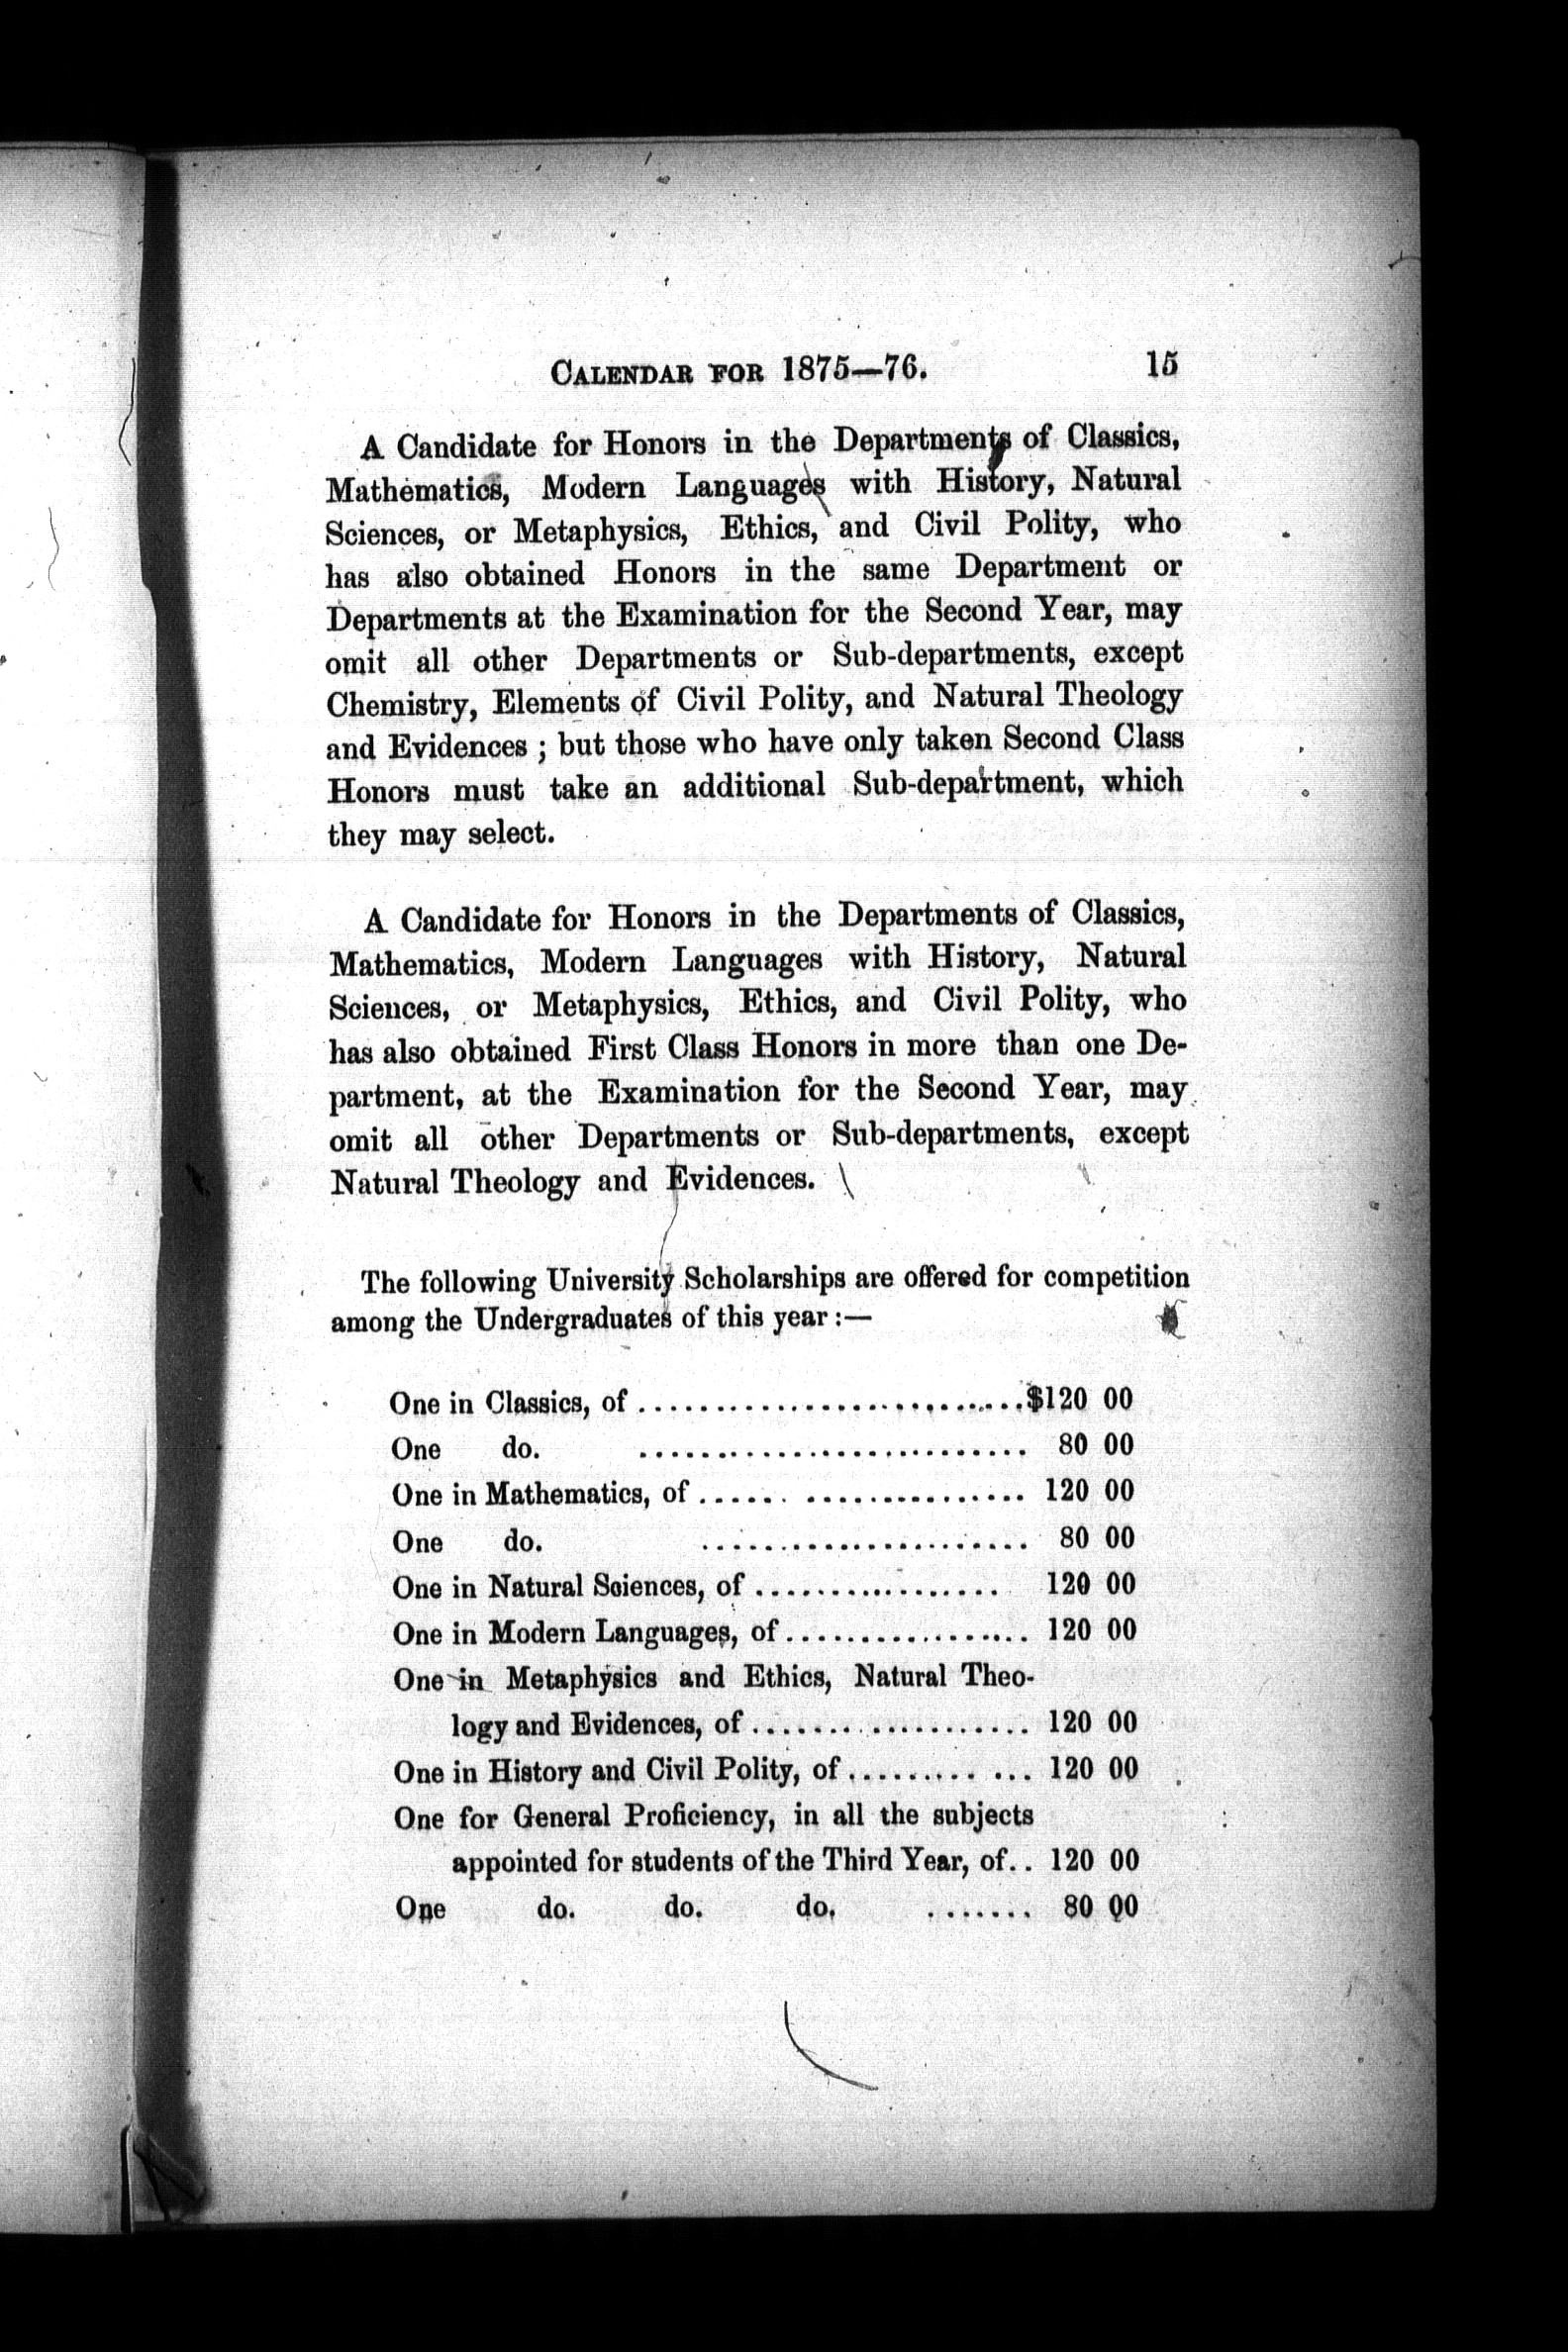 CALENDAR FOR 1875—76. 15
A Candidate for Honors in the Departments of Classics,
Mathematics, Modern Languages with History, Natural
Sciences, or Metaphysics, Ethics, and Civil Polity, who
has also obtained Honors in the same Department or
Departments at the Examination for the Second Year, may
omit all other Departments or Sub-departments, except
Chemistry, Elements of Civil Polity, and Natural Theology
and Evidences ; but those who have only taken Second Class
Honors must take an additional Sub-department, which
they may select.
A Candidate for Honors in the Departments of Classics,
Mathematics, Modern Languages with History, Natural
Sciences, or Metaphysics, Ethics, and Civil Polity, who
has also obtained First Class Honors in more than one De-
partment, at the Examination for the Second Year, may
omit all other Departments or Sub-departments, except
Natural Theology and Evidences.
The following University Scholarships are offered for competition
among the Undergraduates of this year :—
One in Classics, of ..........................$120 00
One do. .......................... 80 00
One in Mathematics, of ...... ............... 120 00
One do. ...................... 80 00
One in Natural Sciences, of ................ 120 00
One in Modern Languages, of ................ 120 00
One in Metaphysics and Ethics, Natural Theo-
logy and Evidences, of .................. 120 00
One in History and Civil Polity, of ......... ... 120 00
One for General Proficiency, in all the subjects
appointed for students of the Third Year, of.. 120 00
One do. do. do. ....... 80 00